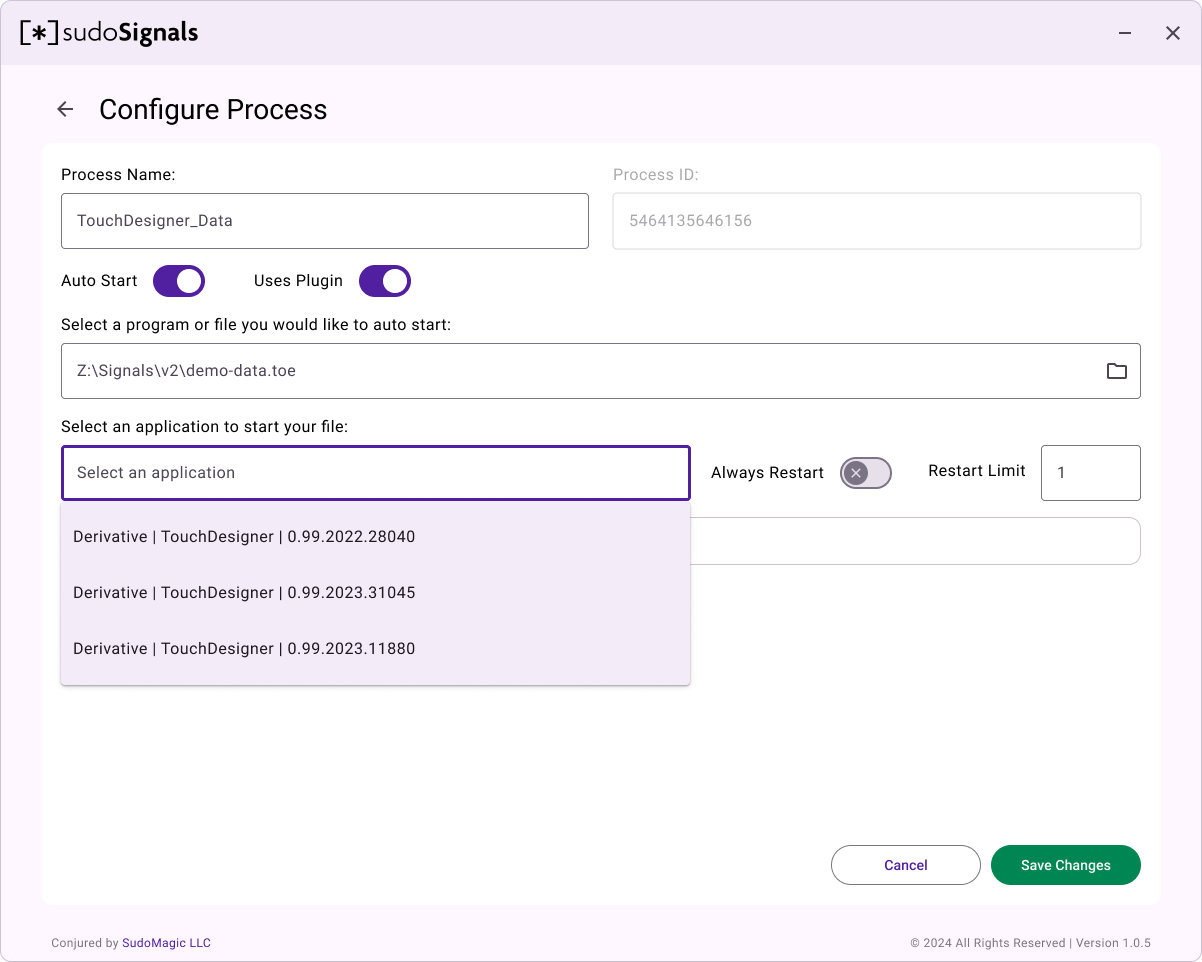 [*]sudoSignals
Configure Process
Process Name:
Process ID:
TouchDesigner_Data
5464135646156
Auto Start
Uses Plugin
Select a program or file you would like to auto start:
Z:\Signals\v2\demo-data.toe
Select an application to start your file:
Select an application
Always Restart
Restart Limit
1
Derivative | TouchDesigner | 0.99.2022.28040
Derivative | TouchDesigner | 0.99.2023.31045
Derivative | TouchDesigner | 0.99.2023.11880
Cancel
Save Changes
Conjured by SudoMagic LLC
© 2024 All Rights Reserved | Version 1.0.5